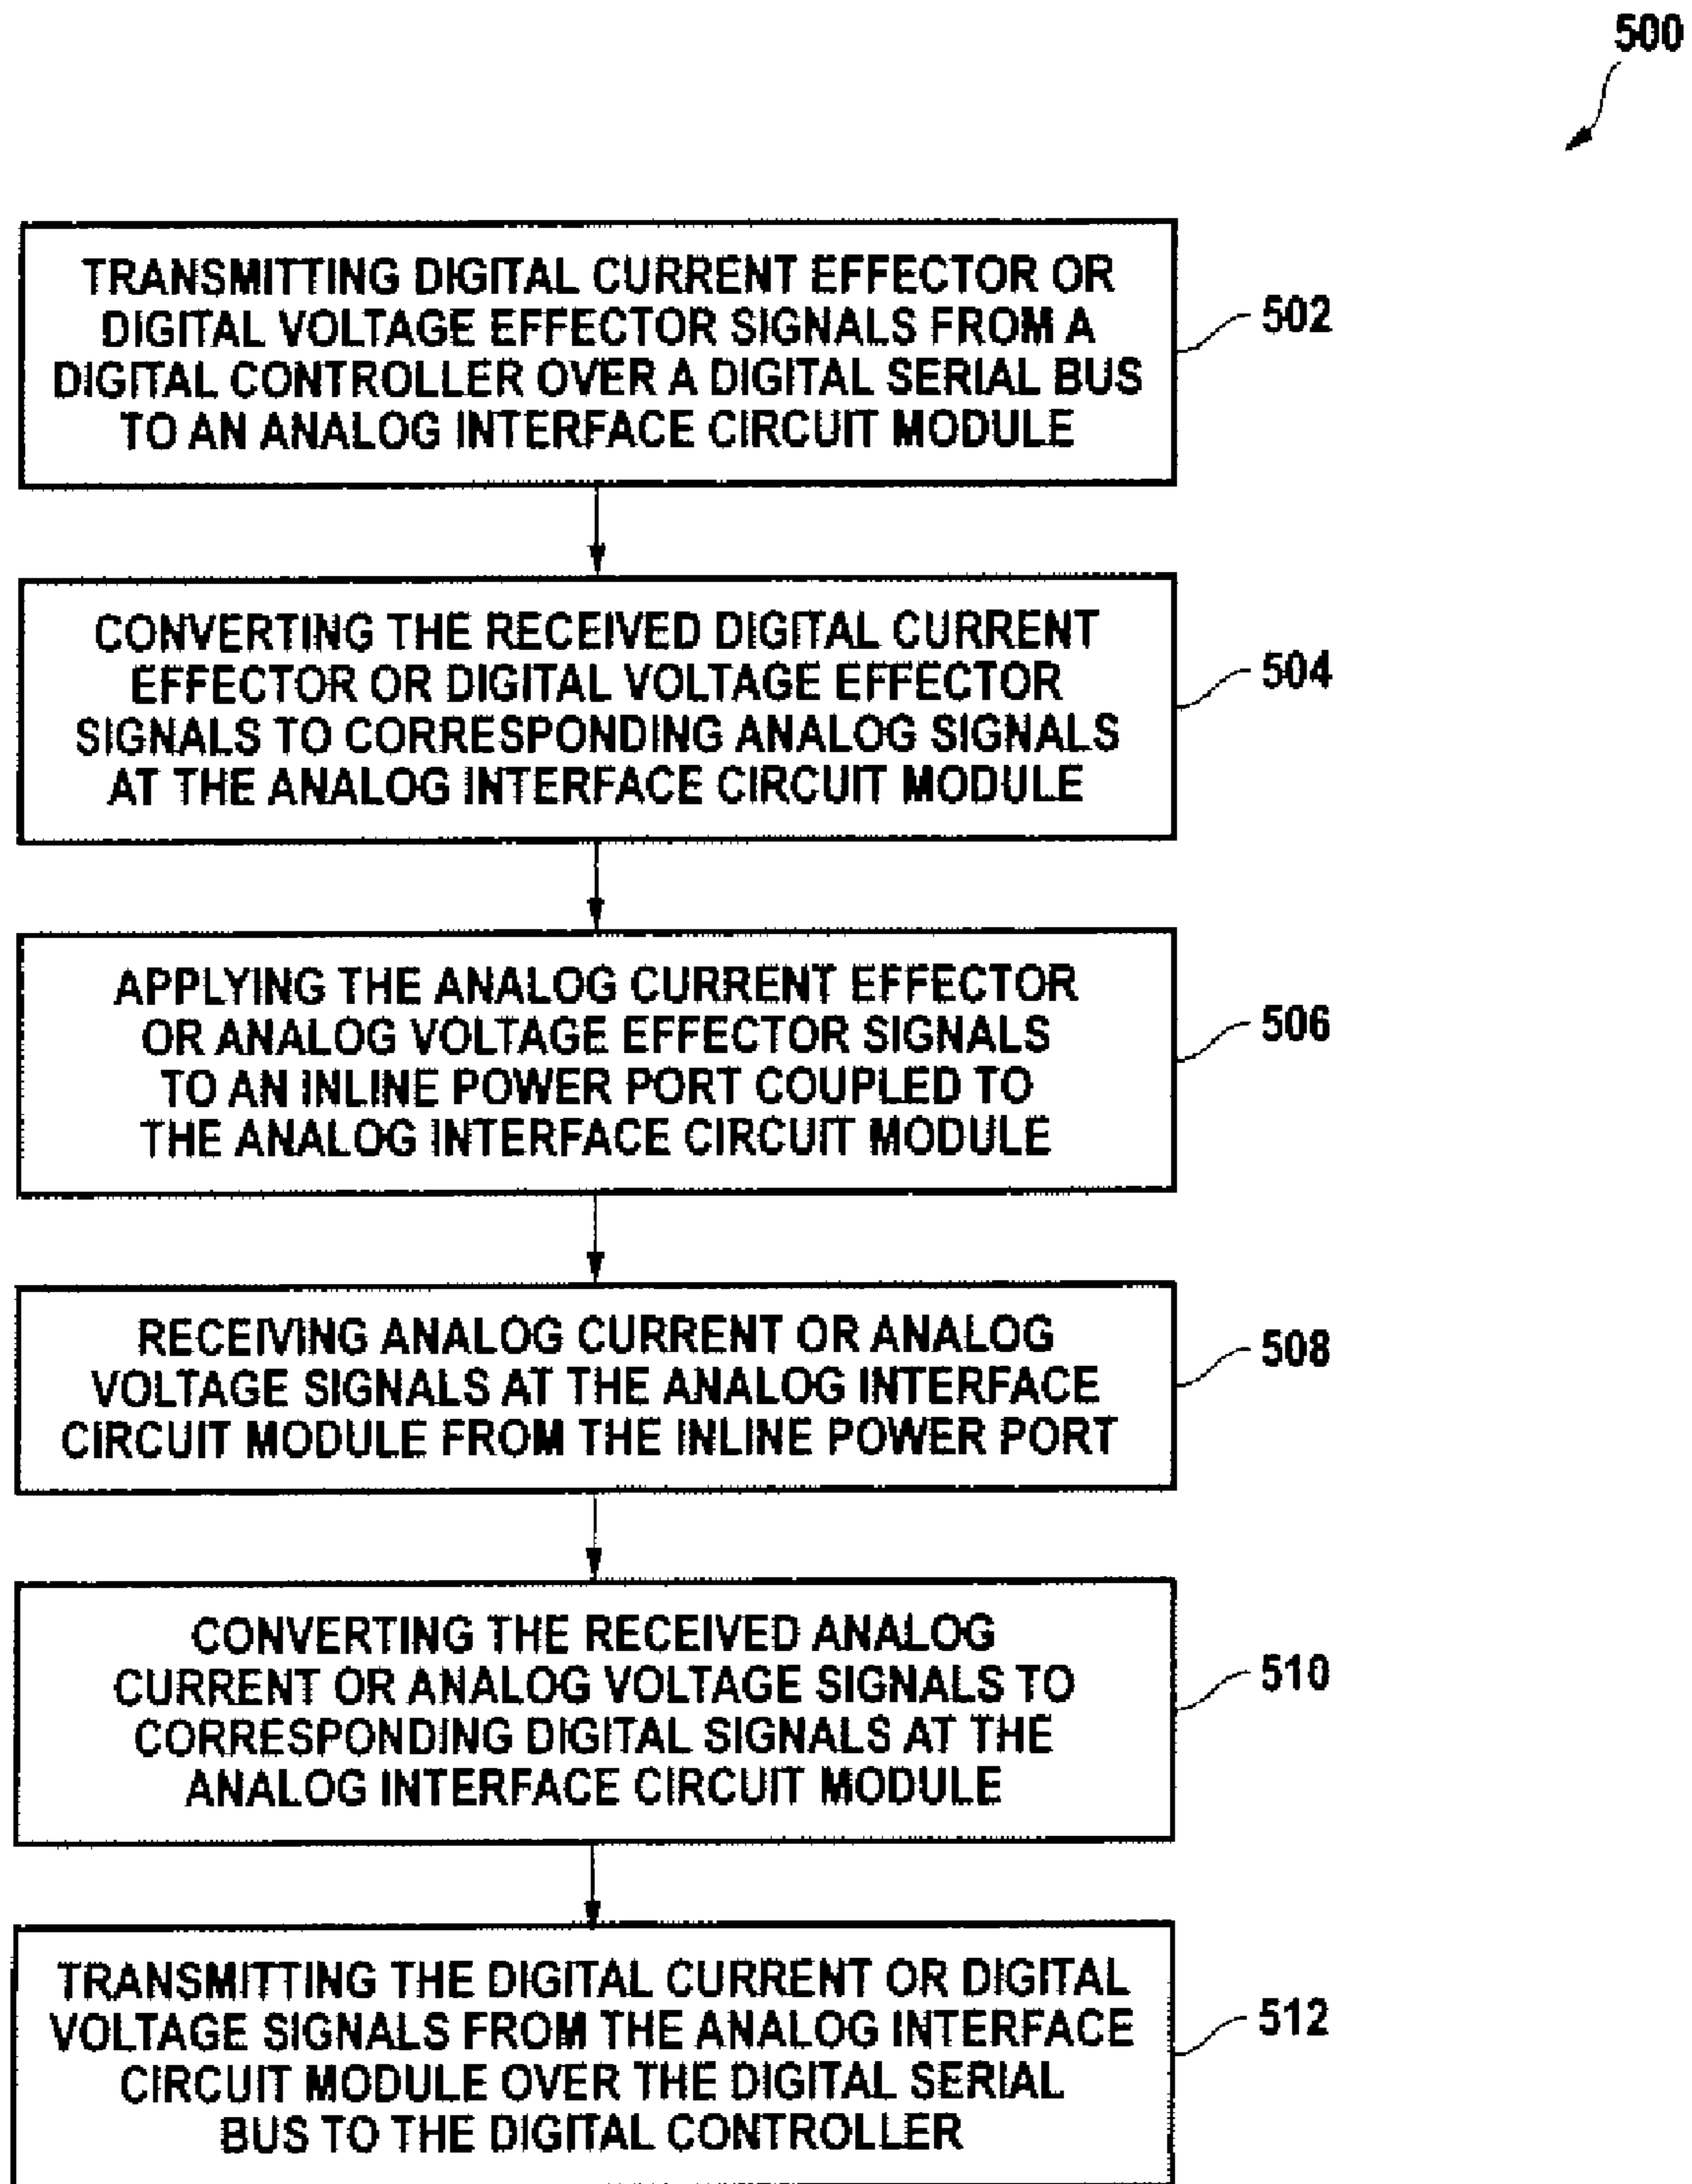 500
TRANSMITTING DIGITAL CURRENT EFFECTOR OR
DIGITAL VOLTAGE EFFECTOR SIGNALS FROM A
DIGITAL CONTROLLER OVER A DIGITAL SERIAL BUS
TO AN ANALOG INTERFACE CIRCUIT MODULE
502
CONVERTING THE RECEIVED DIGITAL CURRENT
EFFECTOR OR DIGITAL VOLTAGE EFFECTOR
SIGNALS TO CORRESPONDING ANALOG SIGNALS
AT THE ANALOG INTERFACE CIRCUIT MODULE
504
APPLYING THE ANALOG CURRENT EFFECTOR
OR ANALOG VOLTAGE EFFECTOR SIGNALS
TO AN INLINE POWER PORT COUPLED TO
THE ANALOG INTERFACE CIRCUIT MODULE
506
RECEIVING ANALOG CURRENT OR ANALOG
VOLTAGE SIGNALS AT THE ANALOG INTERFACE
CIRCUIT MODULE FROM THE INLINE POWER PORT
508
CONVERTING THE RECEIVED ANALOG
CURRENT OR ANALOG VOLTAGE SIGNALS TO
CORRESPONDING DIGITAL SIGNALS AT THE
ANALOG INTERFACE CIRCUIT MODULE
510
TRANSMITTING THE DIGITAL CURRENT OR DIGITAL
VOLTAGE SIGNALS FROM THE ANALOG INTERFACE
CIRCUIT MODULE OVER THE DIGITAL SERIAL
BUS TO THE DIGITAL CONTROLLER
512